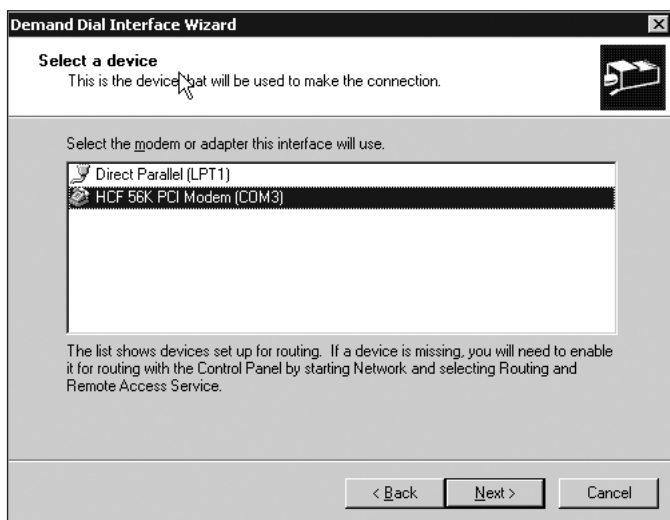 Demand Dial Interface Wizard
Select a device
This is the device that will be used to make the connection.
Select the modem or adapter this interface will use.
Direct Parallel (LPT1)
HCF 56K PCI Modem (COM3)
The list shows devices set up for routing. If a device is missing, you will need to enable
it for routing with the Control Panel by starting Network and selecting Routing and
Remote Access Service.
< Back Next > Cancel